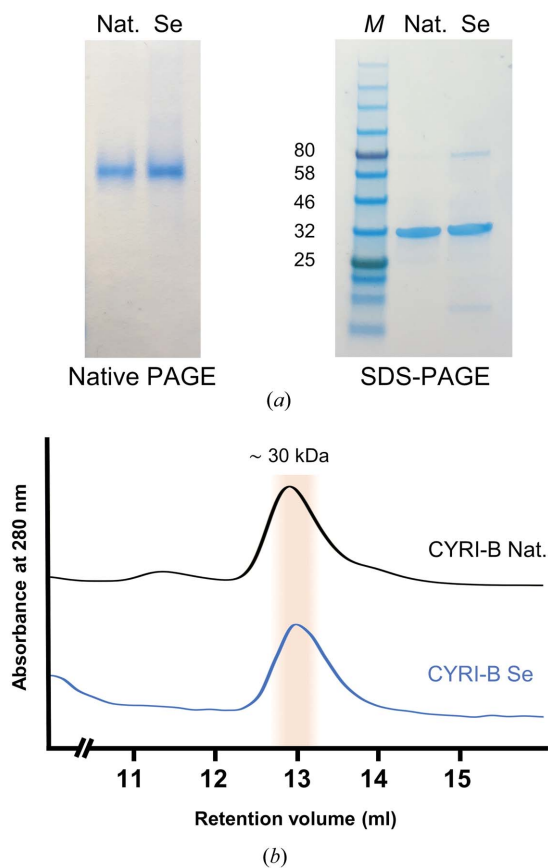 Nat. Se
M Nat. Se
80
58
46
32
25
Native PAGE
SDS-PAGE
(a)
~ 30 kDa
Absorbance at 280 nm
CYRI-B Nat.
CYRI-B Se
11 12 13 14 15
Retention volume (ml)
(b)